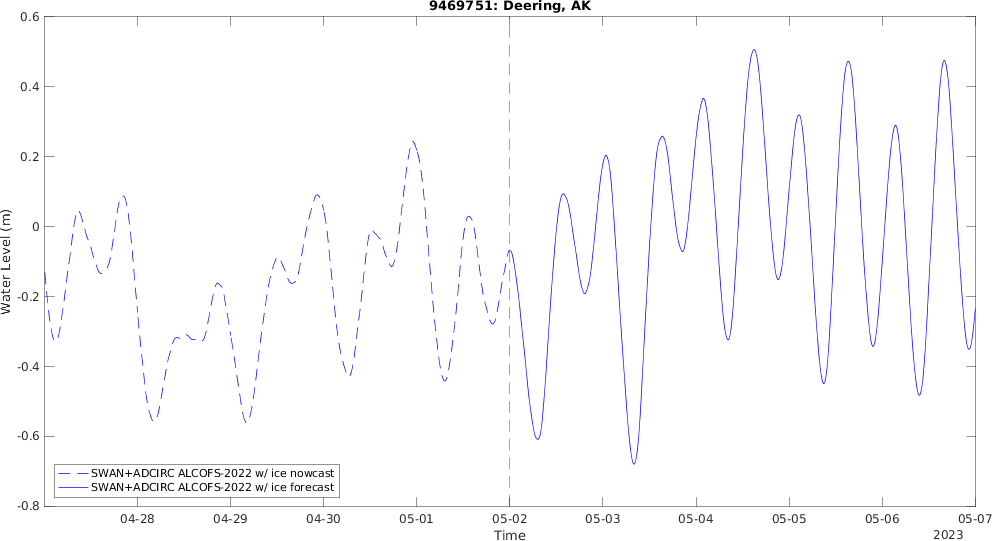 9469751: Deering, AK
0.6
0.4
0.2
0
-0.2
-0.4
-0.6
-0.8
Water Level (m)
SWAN+ADCIRC ALCOFS-2022 w/ ice nowcast
SWAN+ADCIRC ALCOFS-2022 w/ ice forecast
04-28 04-29 04-30 05-01 05-02 05-03 05-04 05-05 05-06 05-07
Time
2023